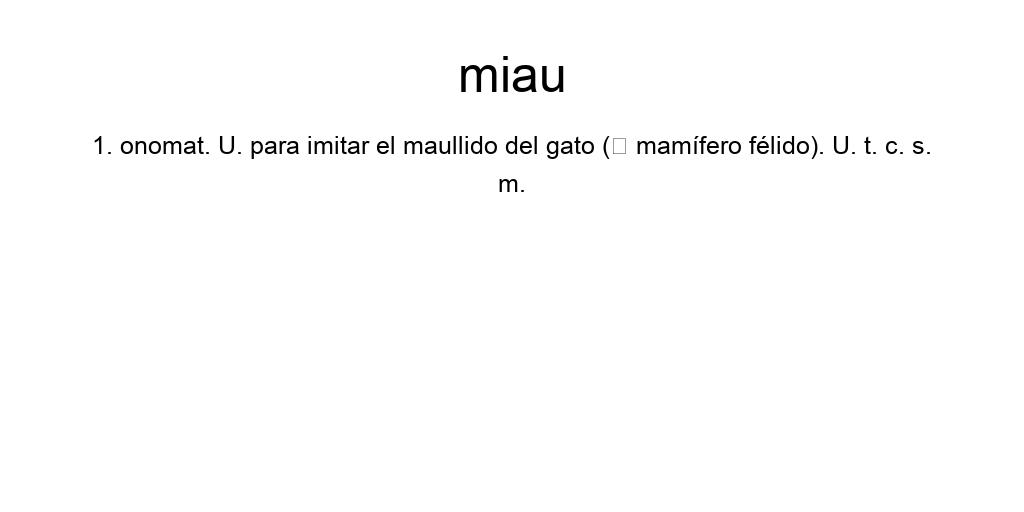 miau
1. onomat. U. para imitar el maullido del gato (□ mamífero félido). U. t. c. s.
m.